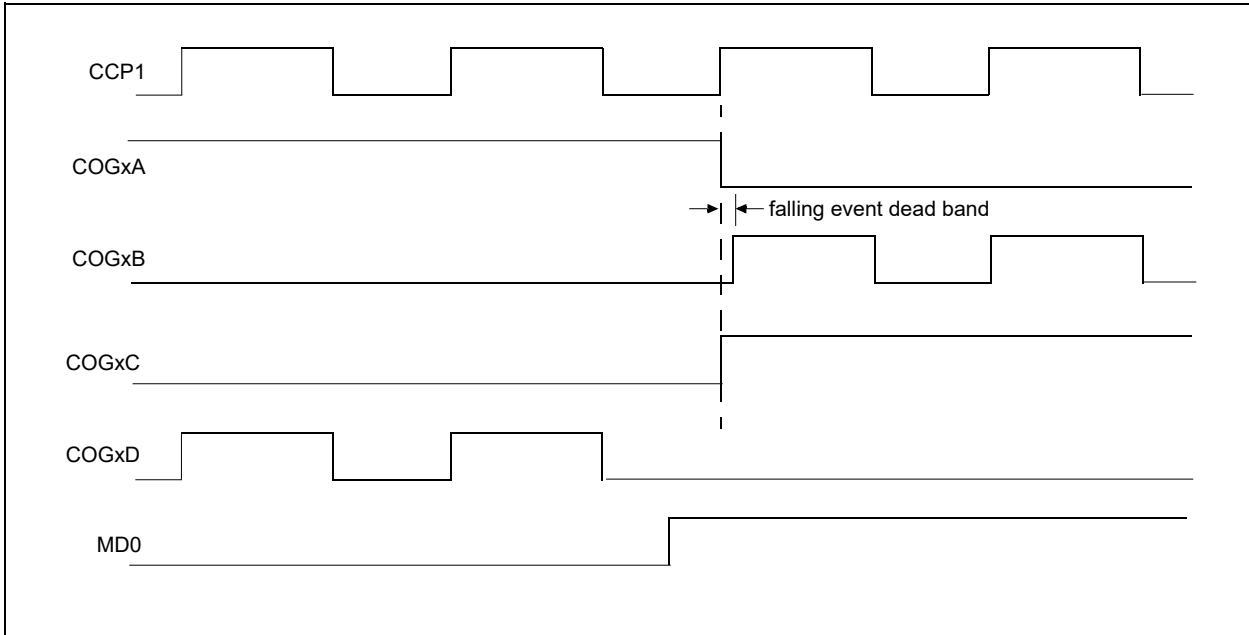 CCP1
COGxA
falling event dead band
COGxB
COGxC
COGxD
MD0